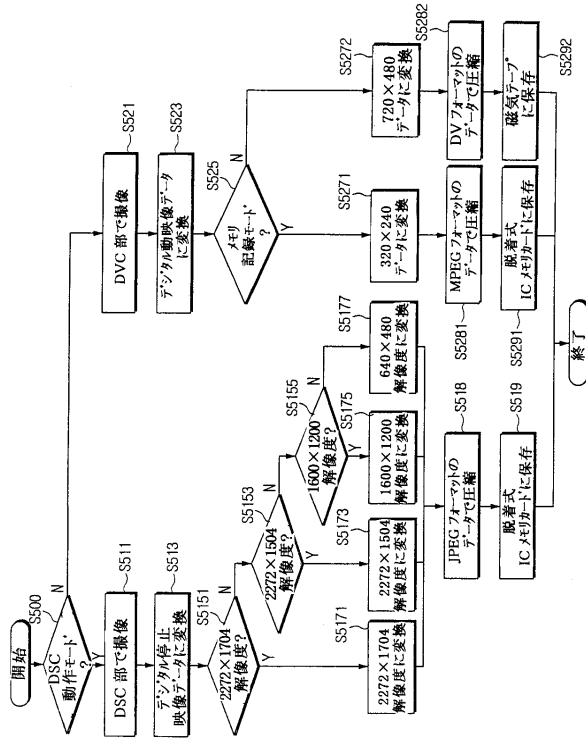 開始
S500
DSC
動作モード
?
Y
N
S511
DSC 部で撮像
S513
デジタル停止
映像データに変換
S5151
2272×1704
解像度?
Y
N
S5153
2272×1504
解像度?
Y
N
S5155
1600×1200
解像度?
Y
N
S5171
2272×1704
解像度に変換
S5173
2272×1504
解像度に変換
S5175
1600×1200
解像度に変換
S5177
640×480
解像度に変換
S518
JPEG フォーマットの
データで圧縮
S519
脱着式
IC メモリカードに保存
S521
DVC 部で撮像
S523
デジタル動映像データ
に変換
S525
メモリ
記録モード
?
Y
N
S5271
320×240
データに変換
S5281
MPEG フォーマットの
データで圧縮
S5291
脱着式
IC メモリカードに保存
S5272
720×480
データに変換
S5282
DV フォーマットの
データで圧縮
S5292
磁気テープ
に保存
終了